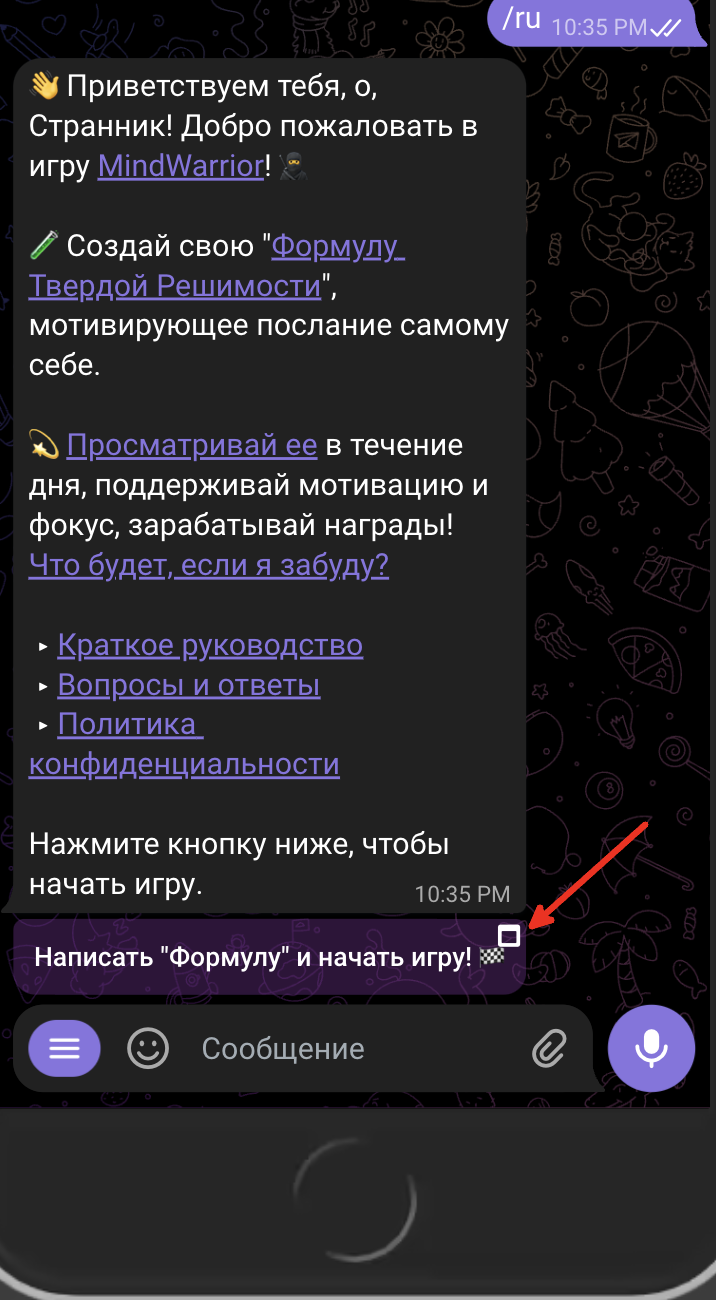 /ru 10:35 PM
👋 Приветствуем тебя, о,
Странник! Добро пожаловать в
игру MindWarrior! 🥷
🧪 Создай свою "Формулу
Твердой Решимости",
мотивирующее послание самому
себе.
💫 Просматривай ее в течение
дня, поддерживай мотивацию и
фокус, зарабатывай награды!
Что будет, если я забуду?
▸ Краткое руководство
▸ Вопросы и ответы
▸ Политика
конфиденциальности
Нажмите кнопку ниже, чтобы
начать игру.
10:35 PM
Написать "Формулу" и начать игру! 🏁
Сообщение